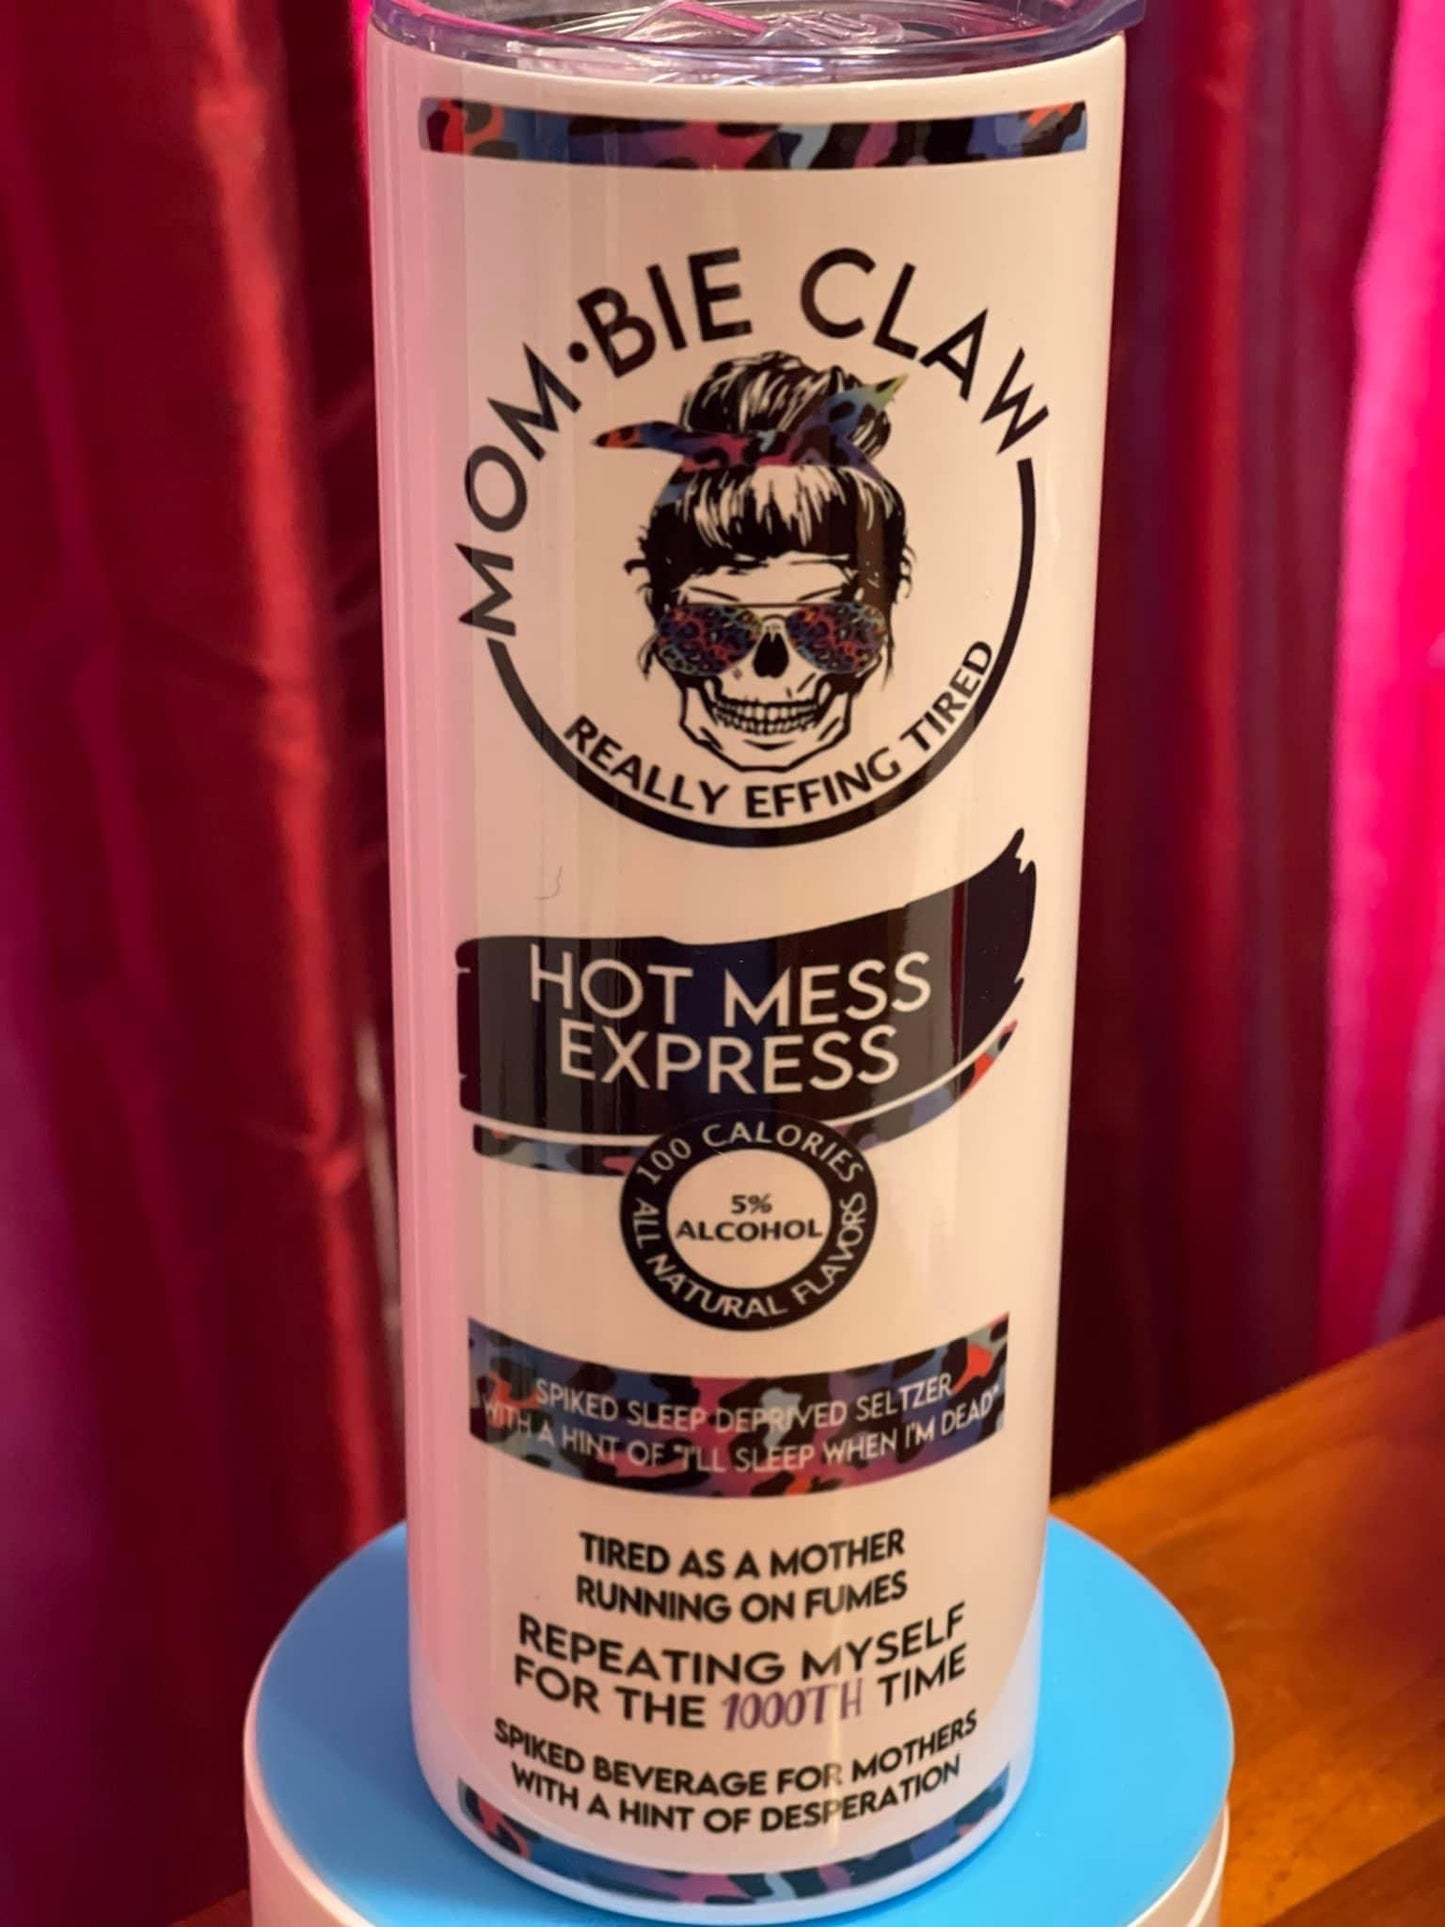 MOM•BIE CLAW
REALLY EFFING TIRED
HOT MESS
EXPRESS
100 CALORIES
5%
ALCOHOL
ALL NATURAL FLAVORS
SPIKED SLEEP DEPRIVED SELTZER
WITH A HINT OF "I'LL SLEEP WHEN I'M DEAD"
TIRED AS A MOTHER
RUNNING ON FUMES
REPEATING MYSELF
FOR THE 1000TH TIME
SPIKED BEVERAGE FOR MOTHERS
WITH A HINT OF DESPERATION